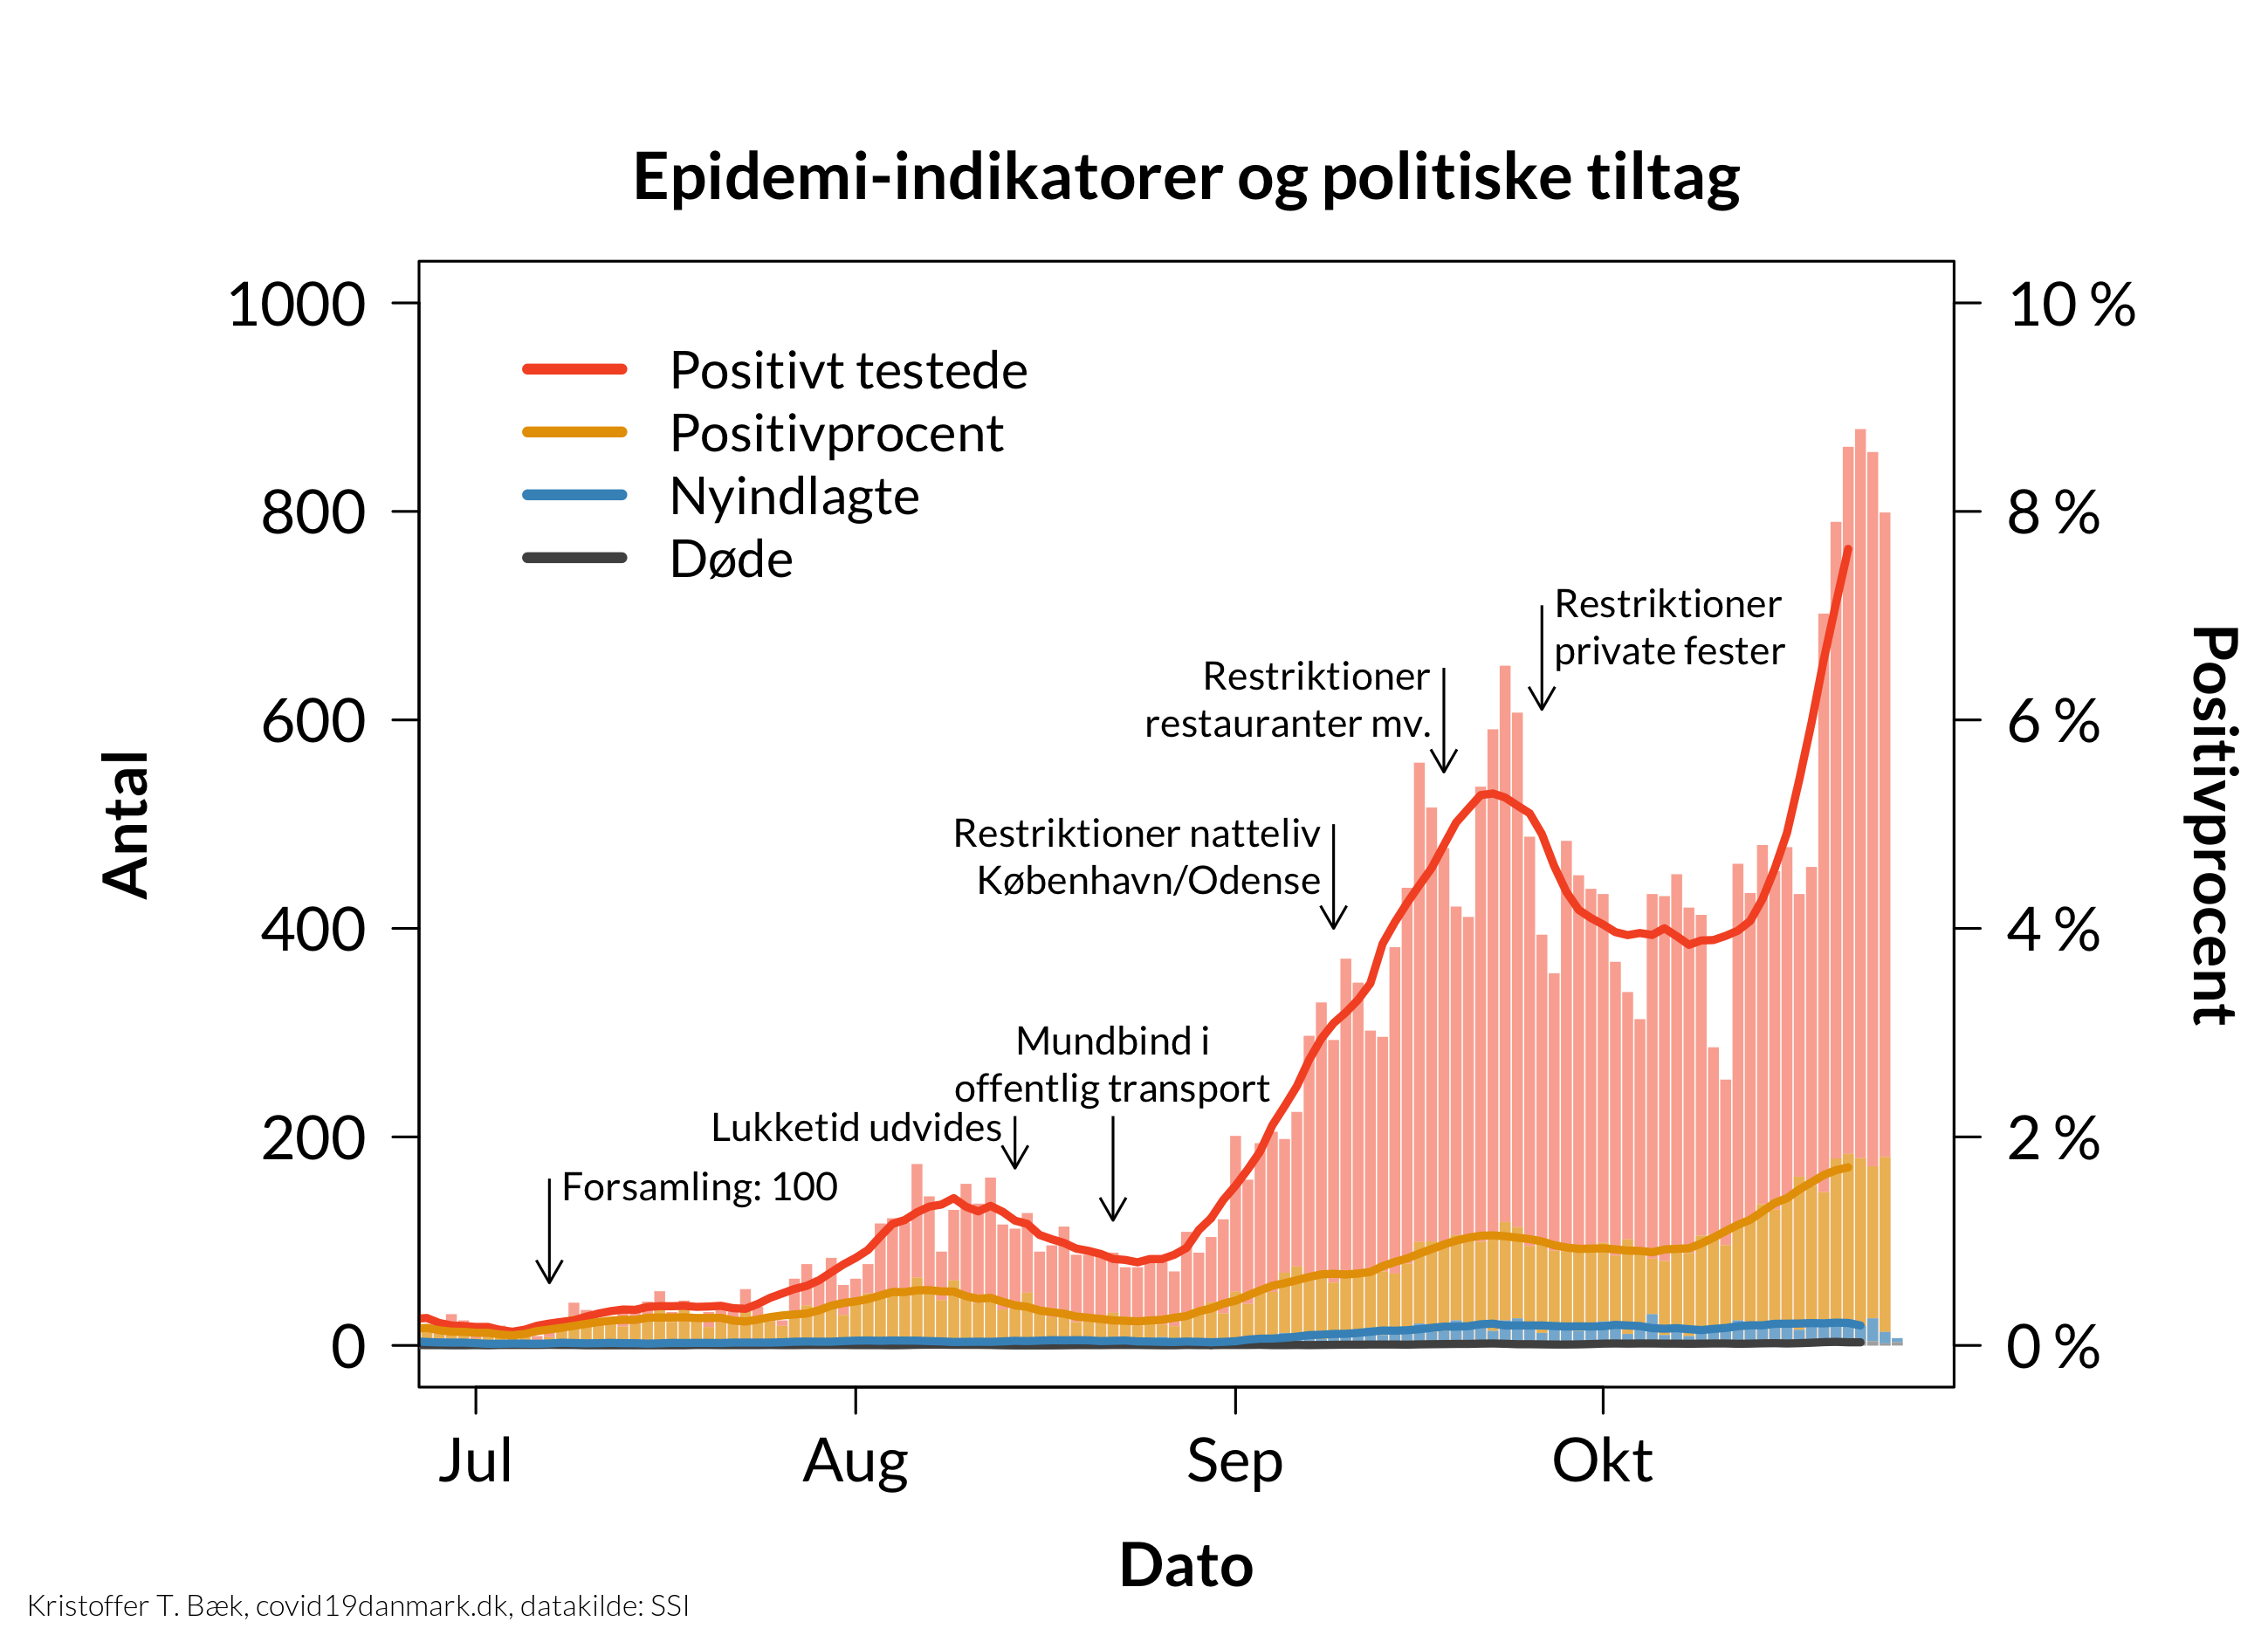 Epidemi-indikatorer og politiske tiltag
1000
800
600
400
200
0
Antal
10 %
8 %
6 %
4 %
2 %
0 %
Positivprocent
Positivt testede
Positivprocent
Nyindlagte
Døde
Forsamling: 100
Lukketid udvides
Mundbind i
offentlig transport
Restriktioner natteliv
København/Odense
Restriktioner
restauranter mv.
Restriktioner
private fester
Jul
Aug
Sep
Okt
Dato
Kristoffer T. Bæk, covid19danmark.dk, datakilde: SSI